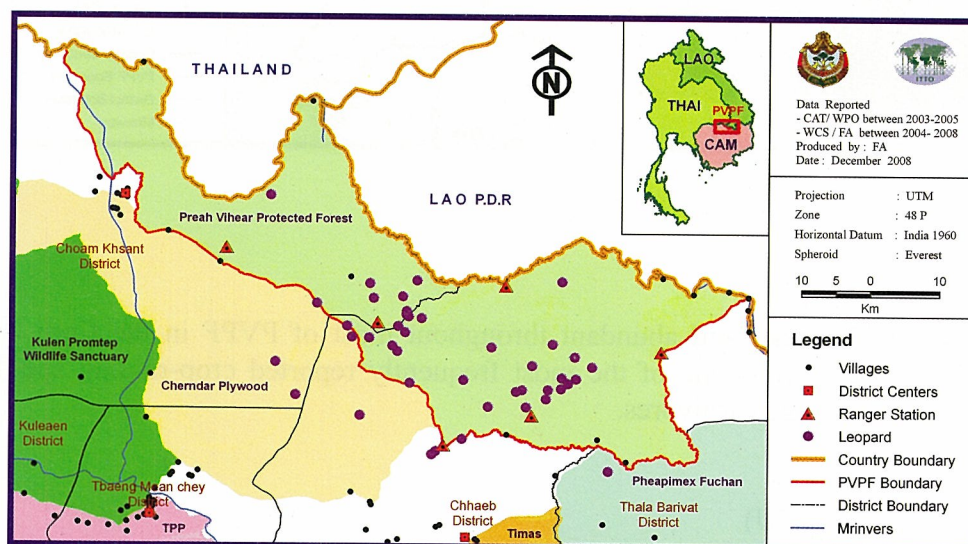 THAILAND
LAO P.D.R
N
Preah Vihear Protected Forest
Choam Khsant
District
Kulen Promtep
Wildlife Sanctuary
Cherndar Plywood
Kuleaen
District
Tbaeng Mean chey
District
TPP
Chhaeb
District
Timas
Pheapimex Fuchan
Thala Barivat
District
LAO
THAI
PVPF
CAM
ITTO
Data Reported
- CAT/ WPO between 2003-2005
- WCS / FA between 2004- 2008
Produced by : FA
Date : December 2008
Projection : UTM
Zone : 48 P
Horizontal Datum : India 1960
Spheroid : Everest
10 5 0 10
Km
Legend
Villages
District Centers
Ranger Station
Leopard
Country Boundary
PVPF Boundary
District Boundary
Mrinvers